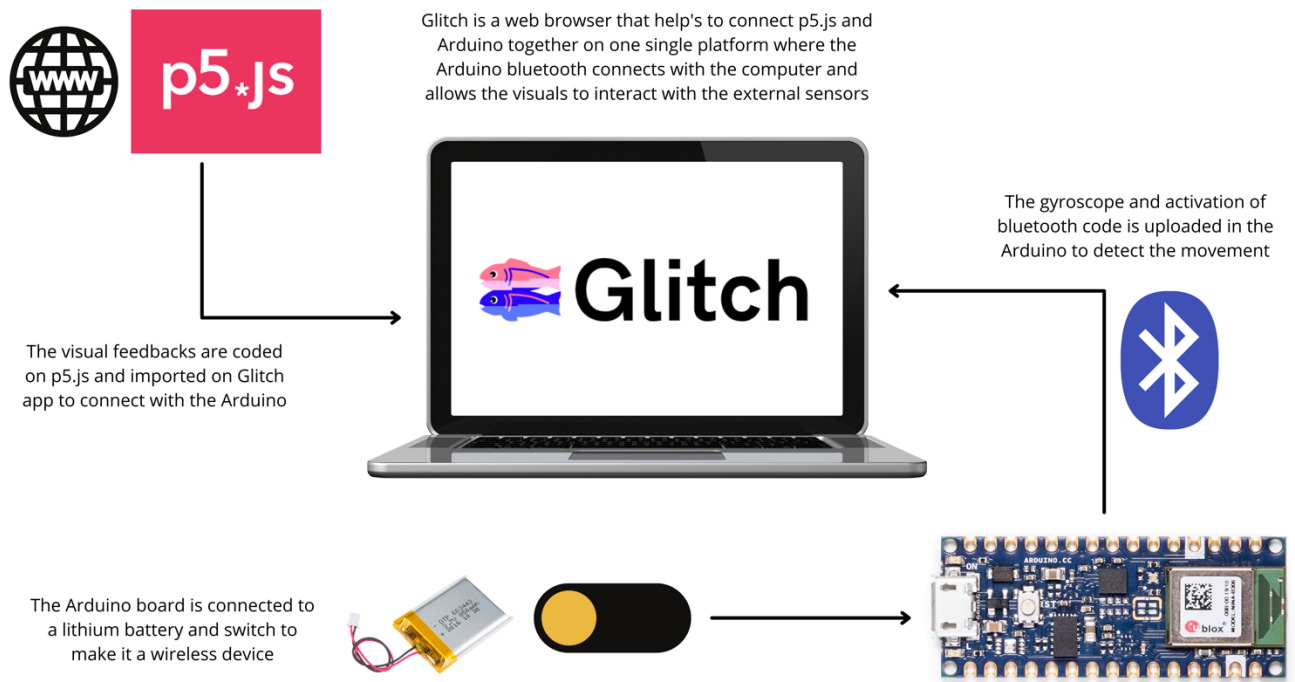 Glitch is a web browser that help's to connect p5.js and
Arduino together on one single platform where the
Arduino bluetooth connects with the computer and
allows the visuals to interact with the external sensors
WWW
p5*js
The gyroscope and activation of
bluetooth code is uploaded in the
Arduino to detect the movement
Glitch
The visual feedbacks are coded
on p5.js and imported on Glitch
app to connect with the Arduino
The Arduino board is connected to
a lithium battery and switch to
make it a wireless device
ARDUINO.CC
ON
blox